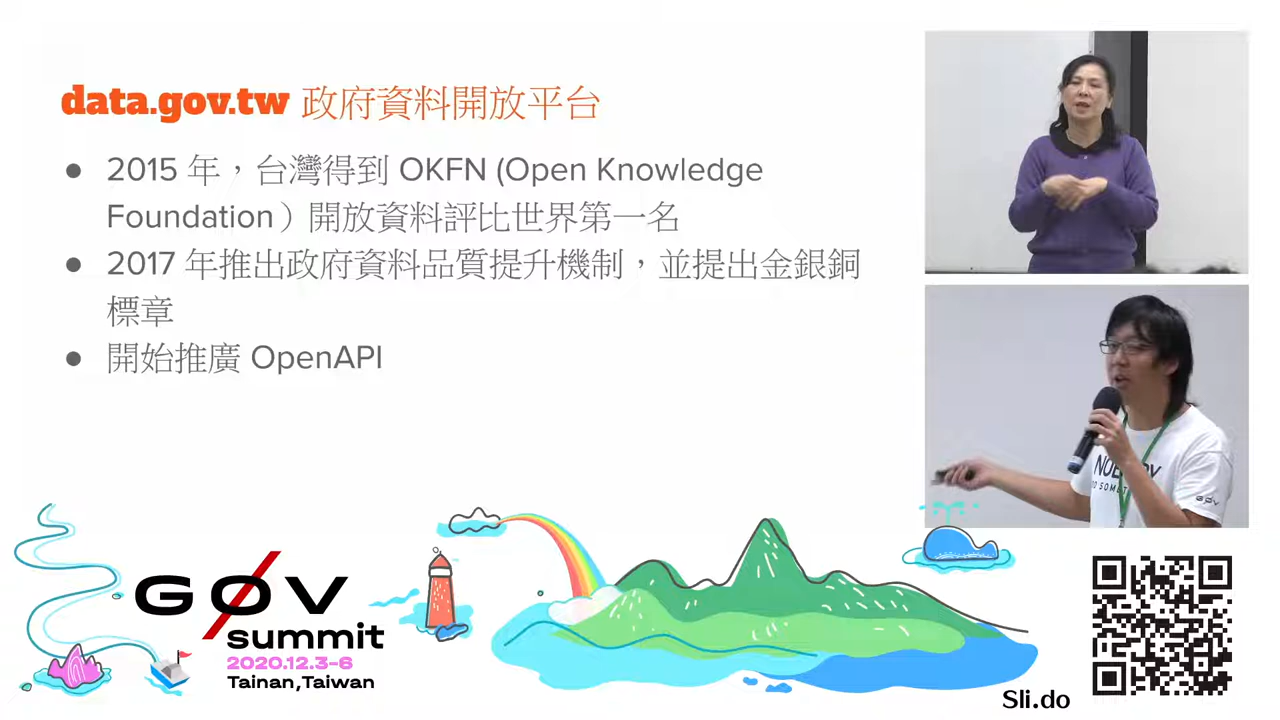 data.gov.tw 政府資料開放平台
● 2015 年，台灣得到 OKFN (Open Knowledge
Foundation）開放資料評比世界第一名
● 2017 年推出政府資料品質提升機制，並提出金銀銅
標章
● 開始推廣 OpenAPI
GØV
summit
2020.12.3-6
Tainan,Taiwan
GØV
Sli.do